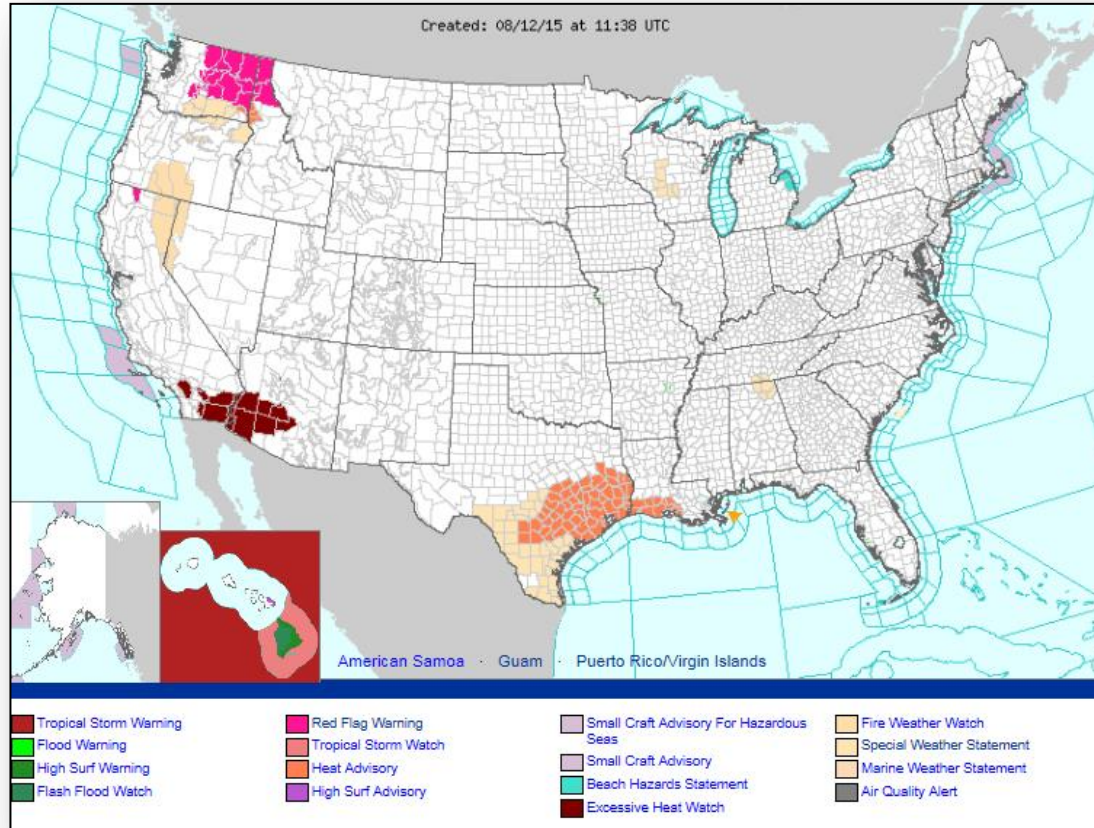 Created: 08/12/15 at 11:38 UTC
American Samoa · Guam · Puerto Rico/Virgin Islands
Tropical Storm Warning
Flood Warning
High Surf Warning
Flash Flood Watch
Red Flag Warning
Tropical Storm Watch
Heat Advisory
High Surf Advisory
Small Craft Advisory For Hazardous
Seas
Small Craft Advisory
Beach Hazards Statement
Excessive Heat Watch
Fire Weather Watch
Special Weather Statement
Marine Weather Statement
Air Quality Alert